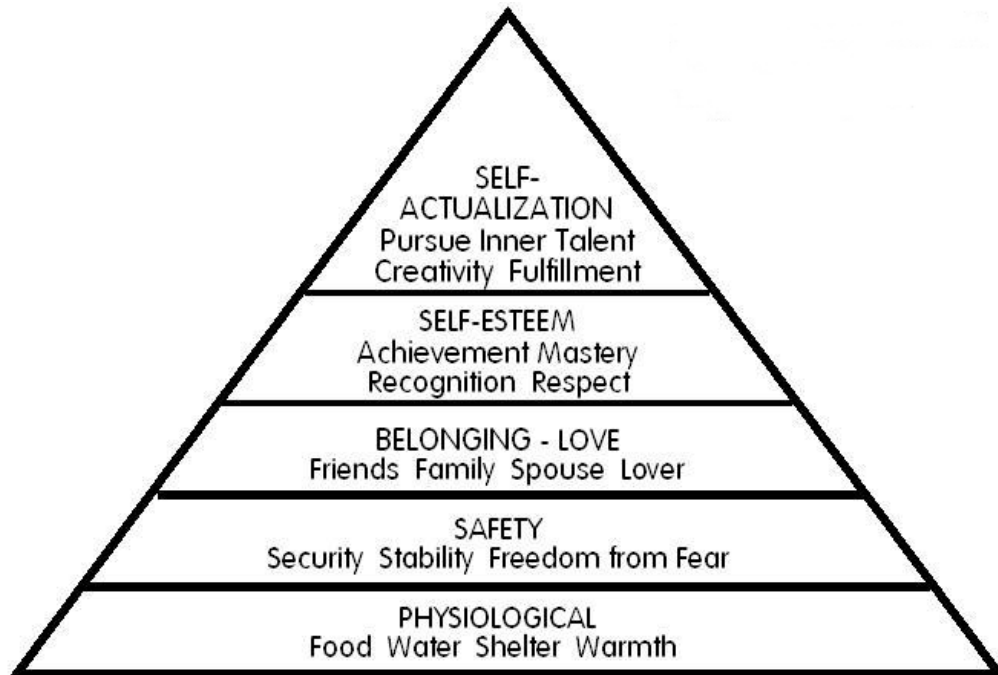 SELF-
ACTUALIZATION
Pursue Inner Talent
Creativity Fulfillment
SELF-ESTEEM
Achievement Mastery
Recognition Respect
BELONGING - LOVE
Friends Family Spouse Lover
SAFETY
Security Stability Freedom from Fear
PHYSIOLOGICAL
Food Water Shelter Warmth